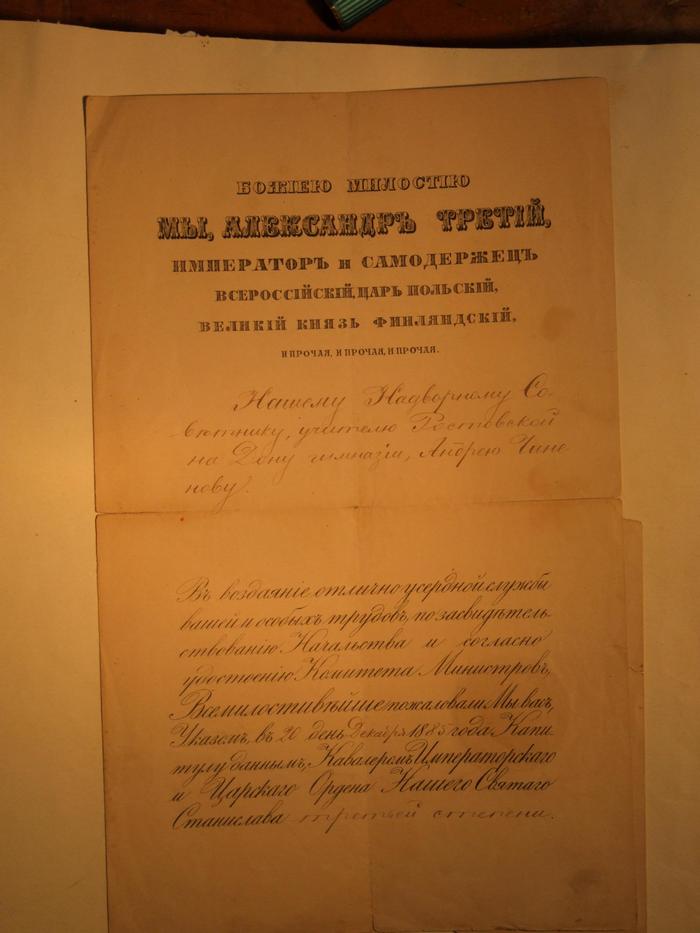 БОЖІЕЮ МИЛОСТІЮ
МЫ, АЛЕКСАНДРЪ ТРЕТІЙ,
ИМПЕРАТОРЪ и САМОДЕРЖЕЦЪ
ВСЕРОССІЙСКІЙ, ЦАРЬ ПОЛЬСКІЙ,
ВЕЛИКІЙ КНЯЗЬ ФИНЛЯНДСКІЙ,
И ПРОЧАЯ, И ПРОЧАЯ, И ПРОЧАЯ.
Нашему Надворному Со-
вѣтнику, учителю Ростовской
на Дону гимназіи, Андрею Чине
нову.
Въ воздаяніе отлично усердной службы
вашей и особыхъ трудовъ, по засвидѣтель-
ствованію Начальства и согласно
удостоенію Комитета Министровъ,
Всемилостивѣйше пожаловали Мы васъ,
Указомъ, въ 20 день Декабря 1885 года Капи-
тулу даннымъ, Кавалеромъ Императорскаго
и Царскаго Ордена Нашего Святаго
Станислава третьей степени.